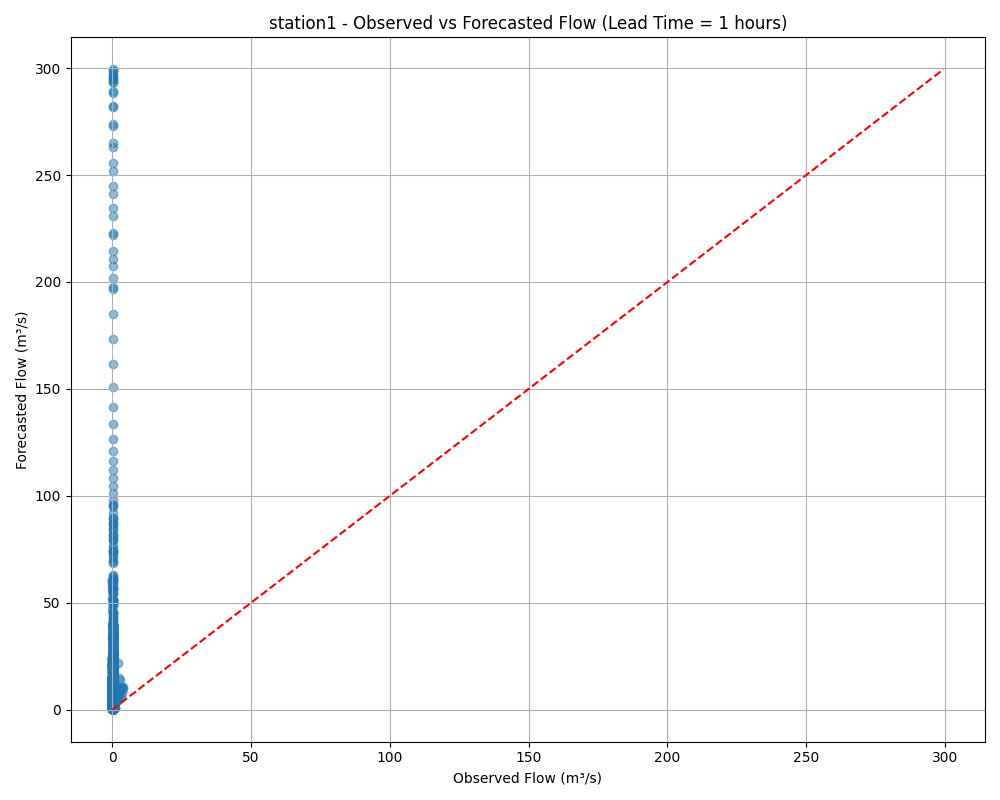 station1 - Observed vs Forecasted Flow (Lead Time = 1 hours)
300
250
200
150
100
50
0
Forecasted Flow (m³/s)
0 50 100 150 200 250 300
Observed Flow (m³/s)